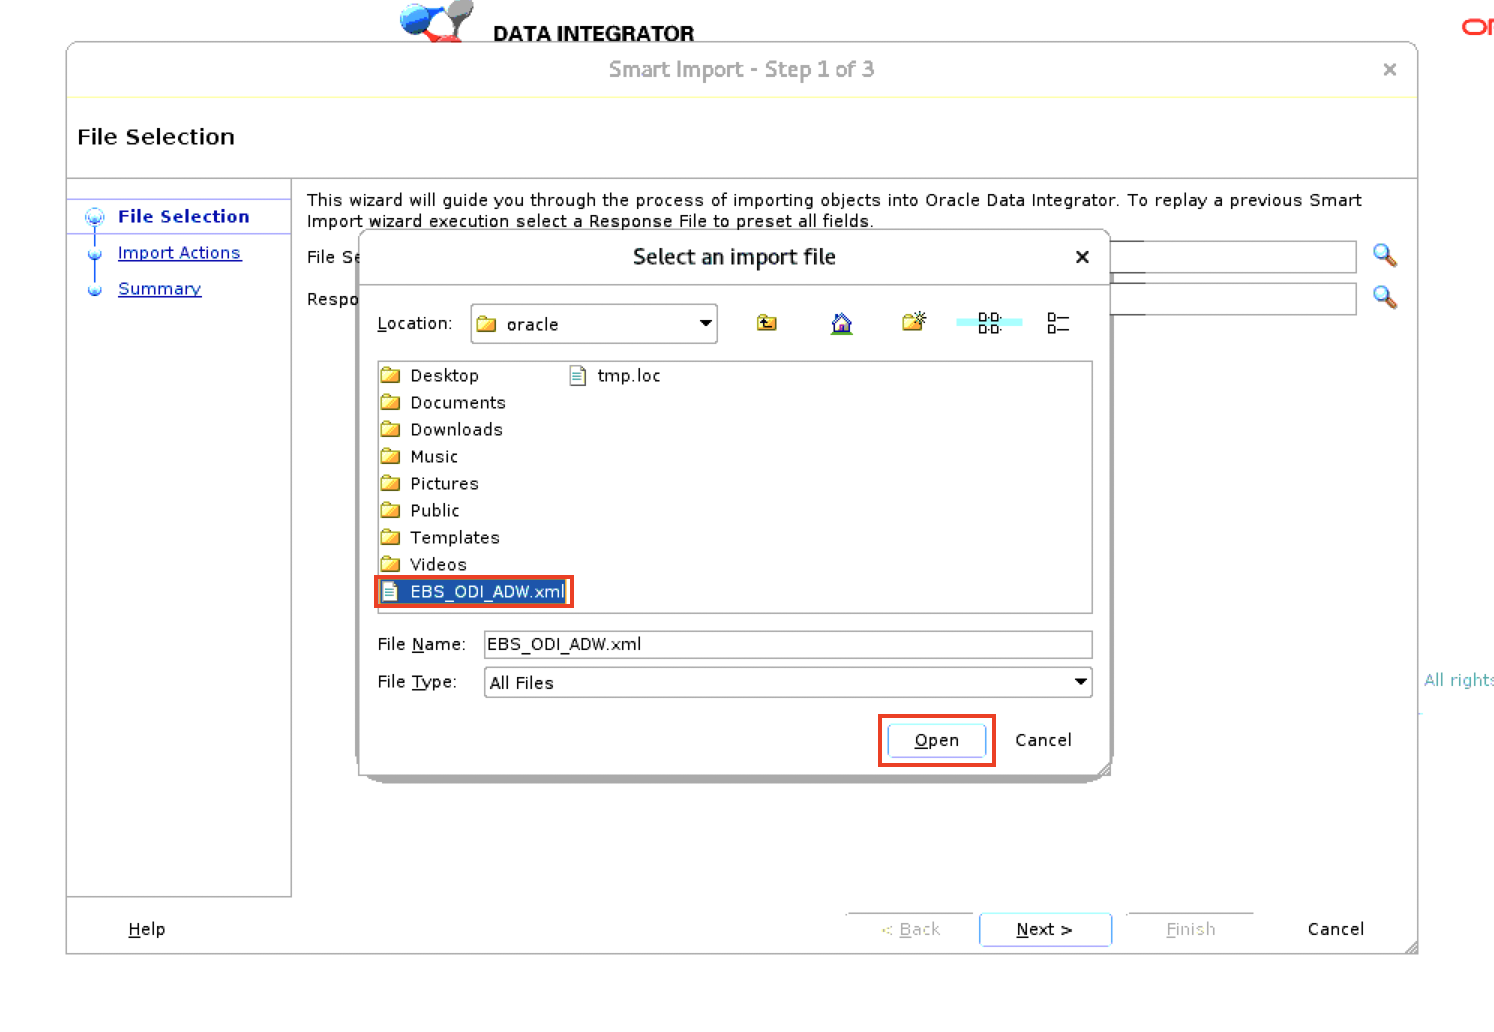 DATA INTEGRATOR
Smart Import - Step 1 of 3
File Selection
File Selection
Import Actions
Summary
This wizard will guide you through the process of importing objects into Oracle Data Integrator. To replay a previous Smart
Import wizard execution select a Response File to preset all fields.
File Se
Respo
Select an import file
Location: oracle
Desktop
Documents
Downloads
Music
Pictures
Public
Templates
Videos
EBS_ODI_ADW.xml
tmp.loc
File Name: EBS_ODI_ADW.xml
File Type: All Files
Open Cancel
All rights
Help < Back Next > Finish Cancel